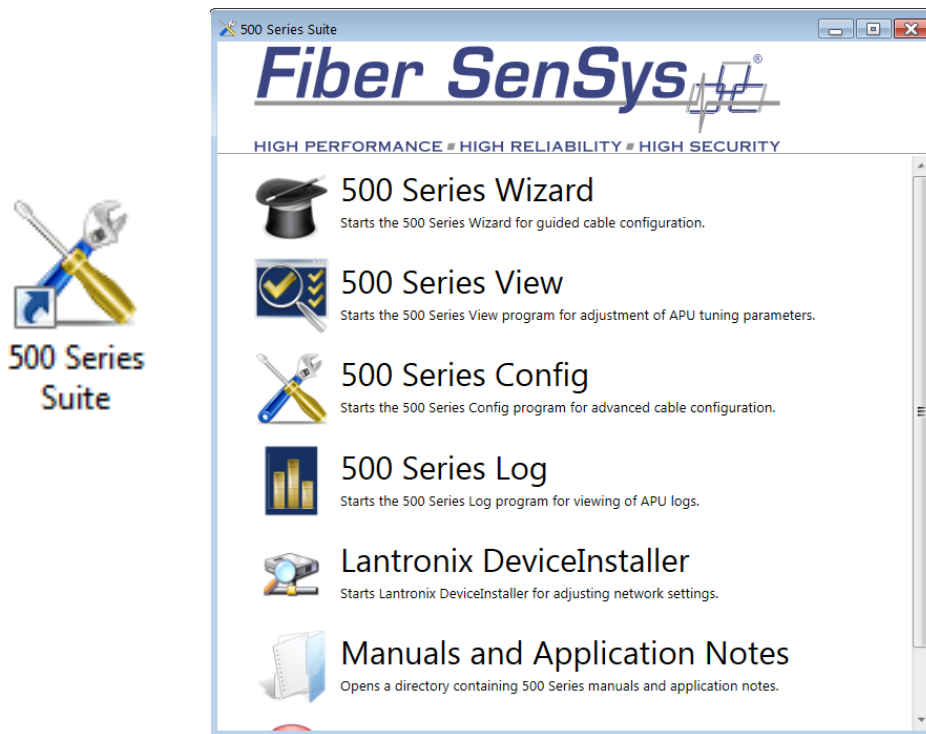 500 Series
Suite
500 Series Suite
Fiber SenSys®
HIGH PERFORMANCE ▪ HIGH RELIABILITY ▪ HIGH SECURITY
500 Series Wizard
Starts the 500 Series Wizard for guided cable configuration.
500 Series View
Starts the 500 Series View program for adjustment of APU tuning parameters.
500 Series Config
Starts the 500 Series Config program for advanced cable configuration.
500 Series Log
Starts the 500 Series Log program for viewing of APU logs.
Lantronix DeviceInstaller
Starts Lantronix DeviceInstaller for adjusting network settings.
Manuals and Application Notes
Opens a directory containing 500 Series manuals and application notes.